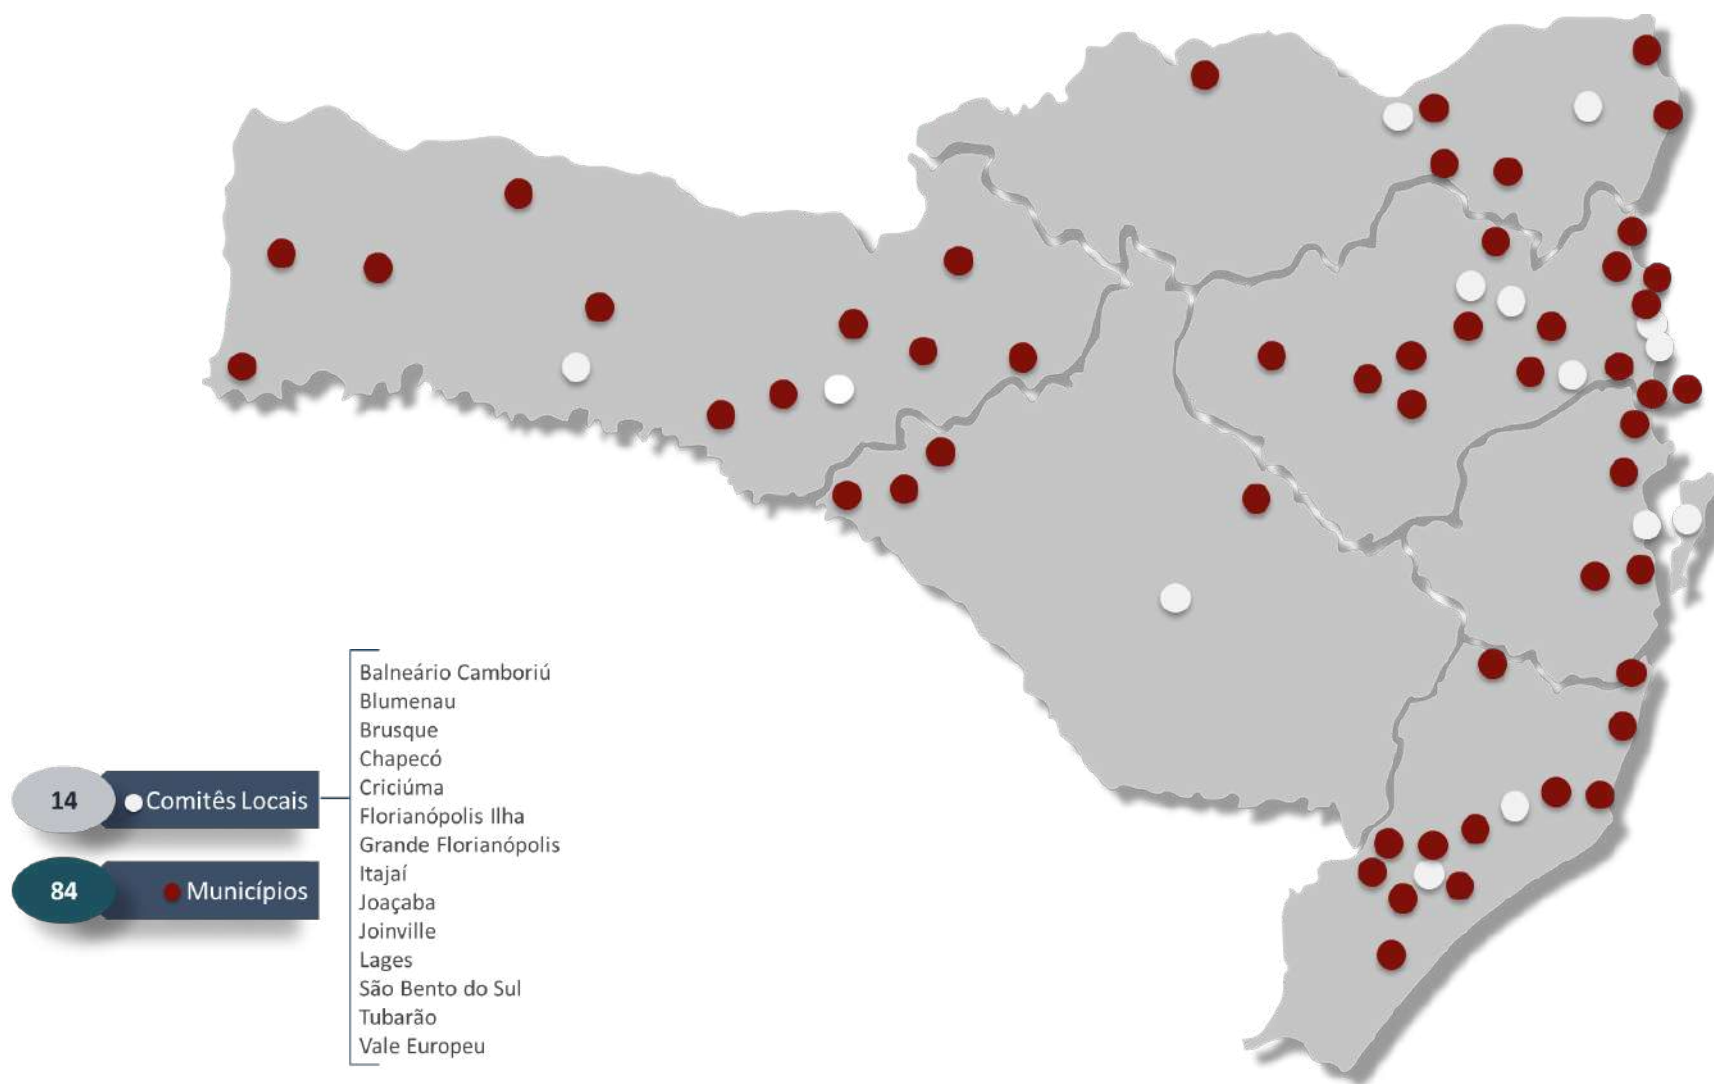 Balneário Camboriú
Blumenau
Brusque
Chapecó
Criciúma
Florianópolis Ilha
Grande Florianópolis
Itajaí
Joaçaba
Joinville
Lages
São Bento do Sul
Tubarão
Vale Europeu
14 Comitês Locais
84 Municípios